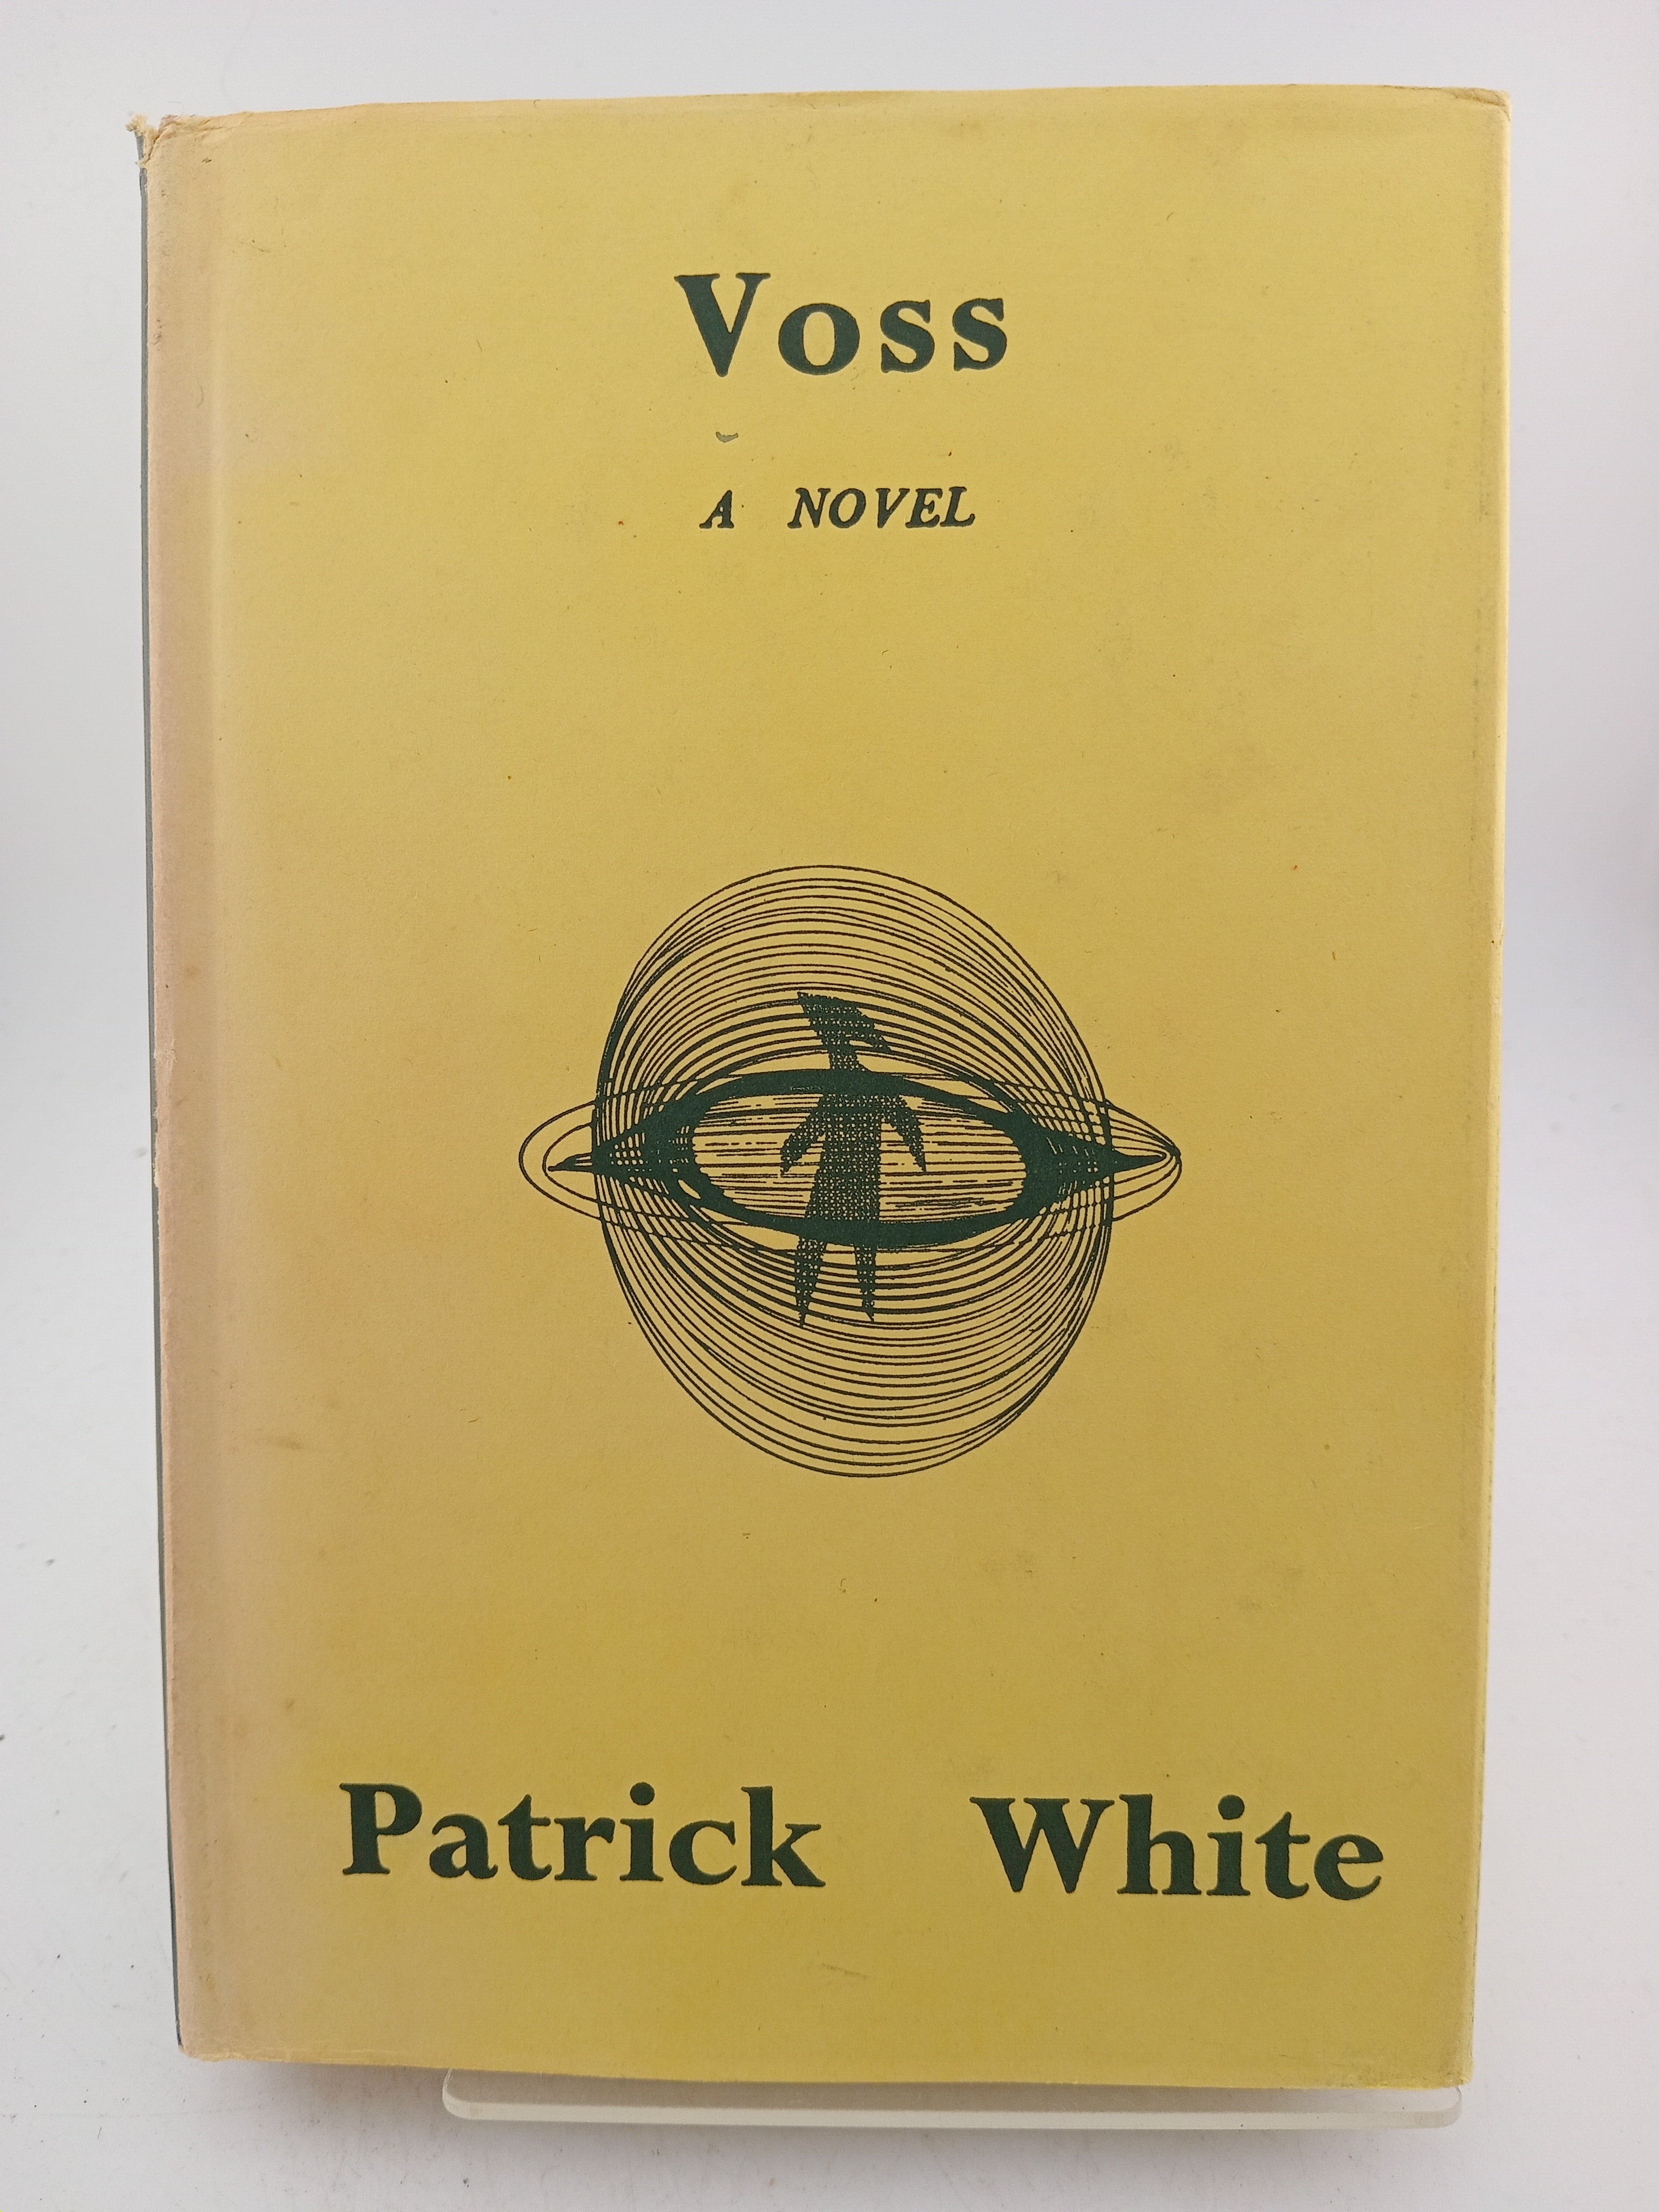 Voss
A NOVEL
Patrick White